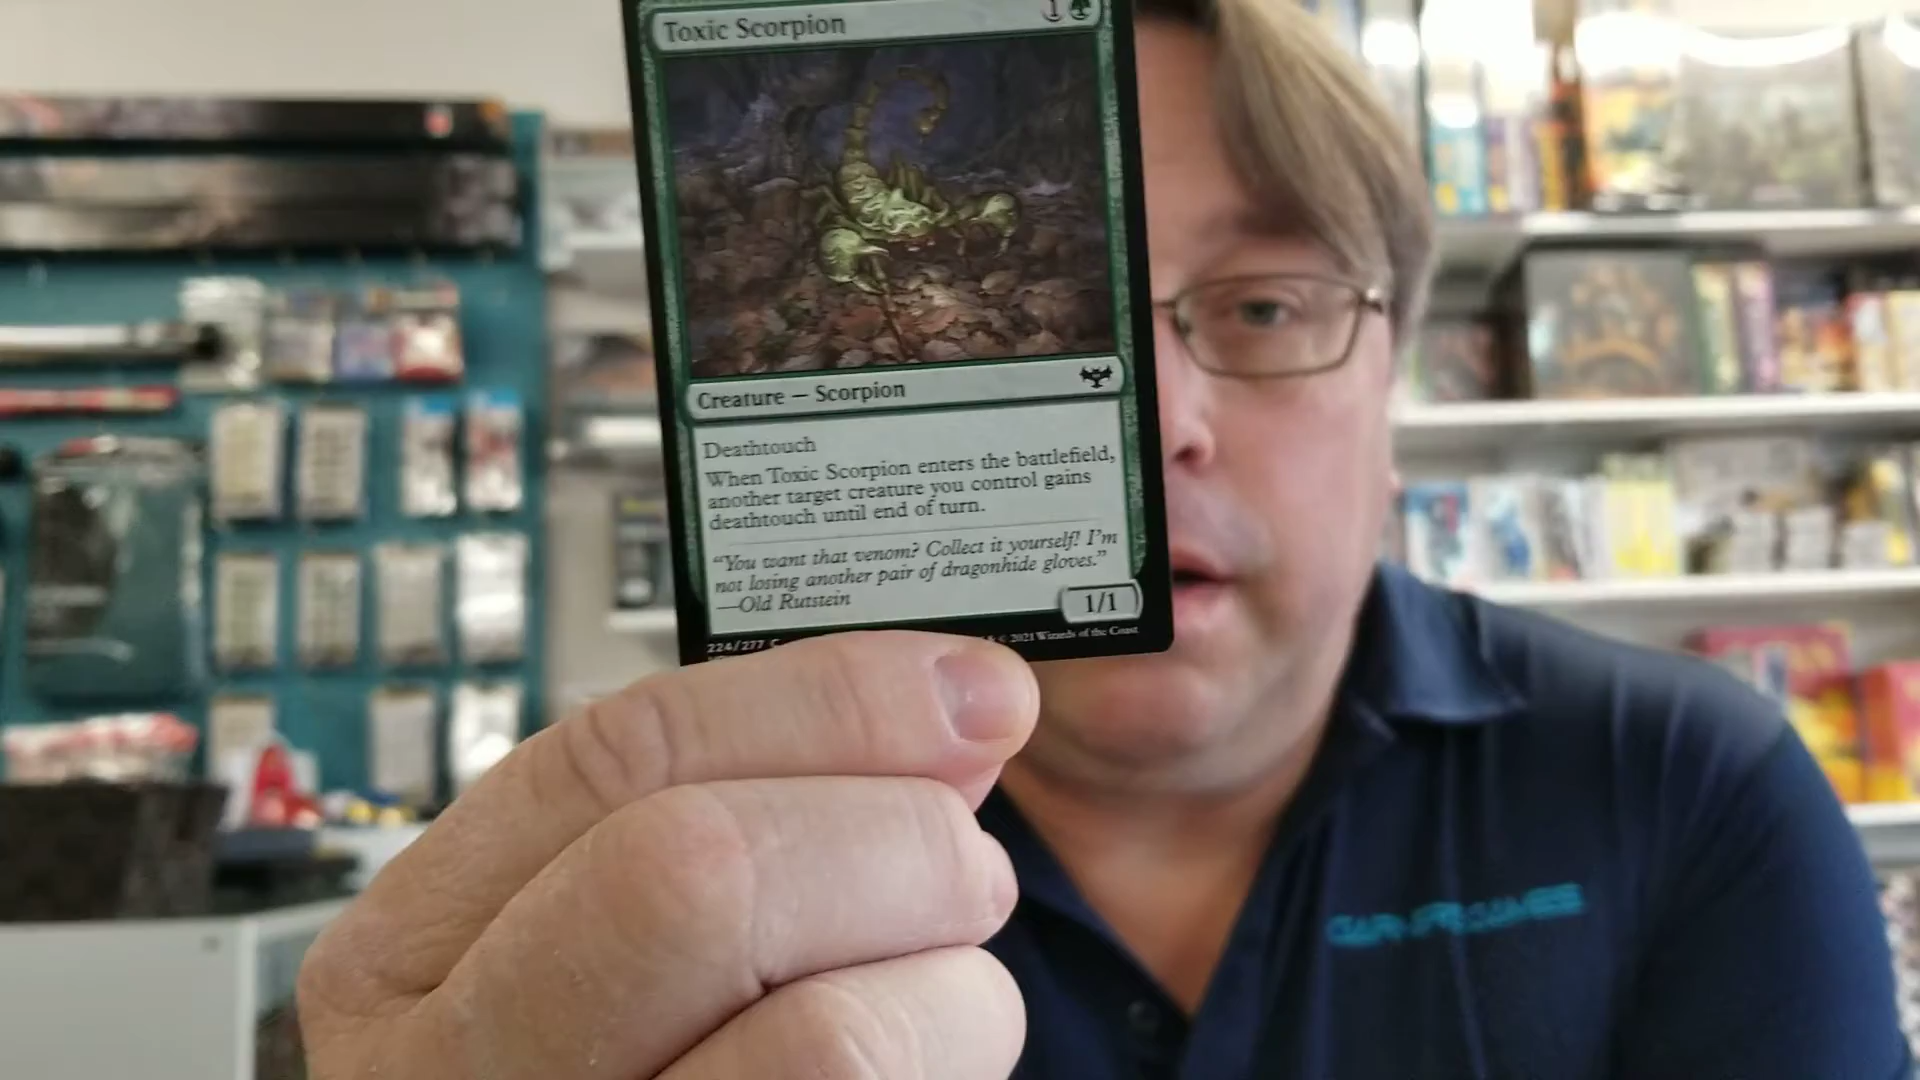 Toxic Scorpion
1
Creature — Scorpion
Deathtouch
When Toxic Scorpion enters the battlefield,
another target creature you control gains
deathtouch until end of turn.
“You want that venom? Collect it yourself! I’m
not losing another pair of dragonhide gloves.”
—Old Rutstein
1/1
224/277 C
© 2021 Wizards of the Coast